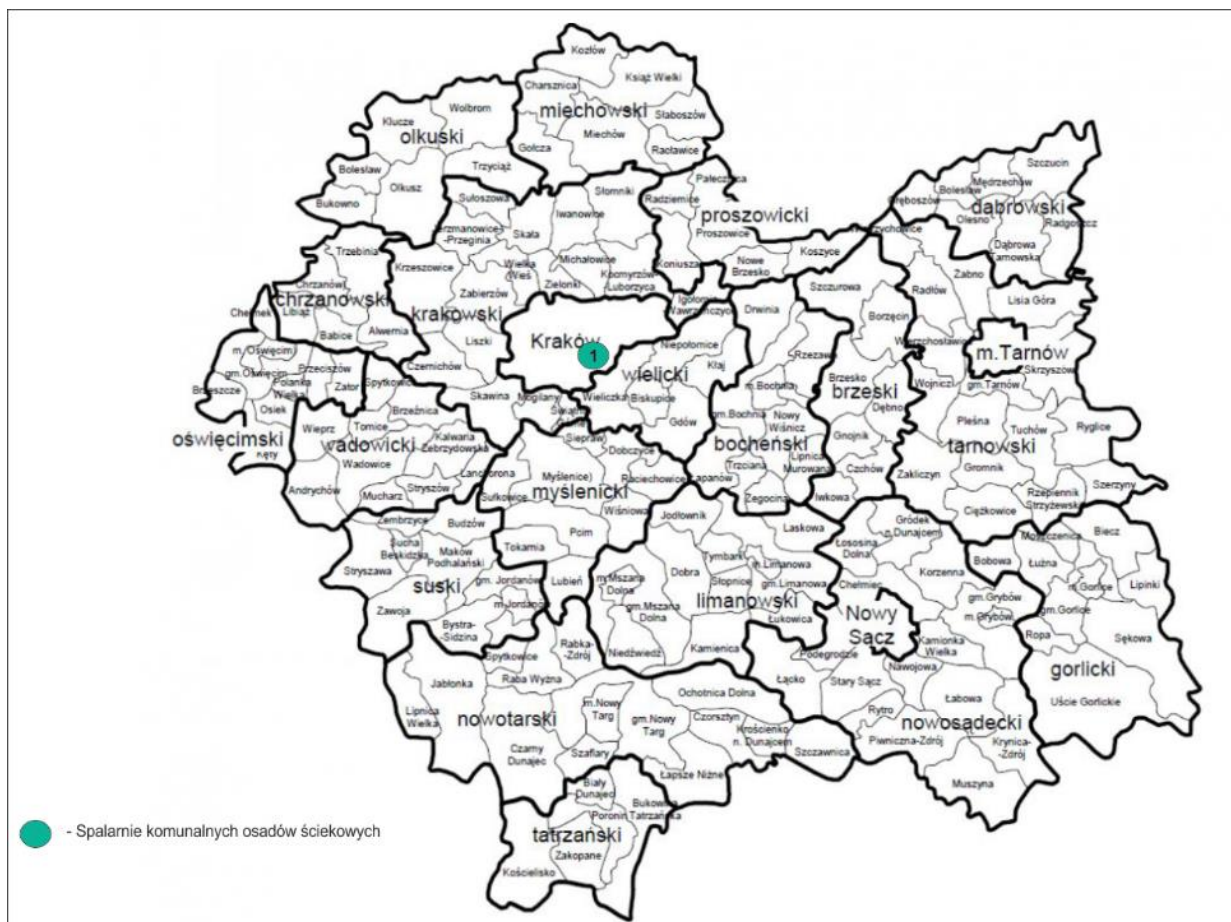 Kozłów
Książ Wielki
Charsznica
miechowski
Słaboszów
Miechów
Gołcza
Racławice
Wolbrom
Klucze
olkuski
Bolesław
Trzyciąż
Olkusz
Bukowno
Szczucin
Mędrzechów
Bolesław
dąbrowski
Olesno
Radgoszcz
Dąbrowa
Tarnowska
Pałecznica
Radziemice
proszowicki
Proszowice
Koszyce
Nowe
Brzesko
Koniusza
Słomniki
Sułoszowa
Iwanowice
Skała
-Przeginia
Krzeszowice
Wielka
Wieś
Michałowice
Kocmyrzów-
Luborzyca
Zabierzów
Zielonki
krakowski
Liszki
Czernichów
Skawina
Mogilany
Trzebinia
Chrzanów
chrzanowski
Libiąż
Babice
Alwernia
Chełmek
m. Oświęcim
gm.Oświęcim
Przeciszów
Brzeszcze
Polanka
Wielka
Zator
Osiek
oświęcimski
Kęty
Kraków
1
Igołomia-
Wawrzeńczyce
Niepołomice
wielicki
Kłaj
Wieliczka
Biskupice
Gdów
Drwinia
Rzezawa
m.Bochnia
gm.Bochnia
Nowy
Wiśnicz
bocheński
Lipnica
Murowana
Trzciana
Łapanów
Żegocina
Szczurowa
Borzęcin
Brzesko
brzeski
Dębno
Gnojnik
Czchów
Iwkowa
Żabno
Radłów
Lisia Góra
Wierzchosławice
m.Tarnów
Skrzyszów
Wojnicz
gm.Tarnów
Pleśna
Tuchów
Ryglice
tarnowski
Zakliczyn
Gromnik
Szerzyny
Rzepiennik
Strzyżewski
Ciężkowice
Spytkowice
Brzeźnica
Wieprz
Tomice
wadowicki
Kalwaria
Zebrzydowska
Wadowice
Lanckorona
Andrychów
Mucharz
Stryszów
Siepraw
Dobczyce
Myślenice)
Raciechowice
Sułkowice
myślenicki
Wiśniowa
Pcim
Tokarnia
Lubień
Zembrzyce
Budzów
Sucha
Beskidzka
Maków
Podhalański
Stryszawa
suski
gm. Jordanów
m.Jordanów
Zawoja
Bystra-
-Sidzina
Jodłownik
Laskowa
Tymbark
m.Limanowa
m.Mszana
Dolna
Dobra
Słopnice
gm.Limanowa
limanowski
gm.Mszana
Dolna
Łukowica
Niedźwiedź
Kamienica
Gródek
n.Dunajcem
Łososina
Dolna
Korzenna
Chełmiec
gm.Grybów
m.Grybów
Nowy
Sącz
Kamionka
Wielka
Podegrodzie
Nawojowa
Łącko
Stary Sącz
Łabowa
Rytro
nowosądecki
Piwniczna-Zdrój
Krynica-
Zdrój
Muszyna
Moszczenica
Biecz
Bobowa
Łużna
m.Gorlice
Lipinki
gm.Gorlice
Ropa
Sękowa
gorlicki
Uście Gorlickie
Spytkowice
Rabka-
Zdrój
Jabłonka
Raba Wyżna
Lipnica
Wielka
nowotarski
m.Nowy
Targ
gm.Nowy
Targ
Ochotnica Dolna
Czorsztyn
Krościenko
n. Dunajcem
Szczawnica
Czarny
Dunajec
Szaflary
Łapsze Niżne
Biały
Dunajec
Poronin
tatrzański
Zakopane
Kościelisko
- Spalarnie komunalnych osadów ściekowych